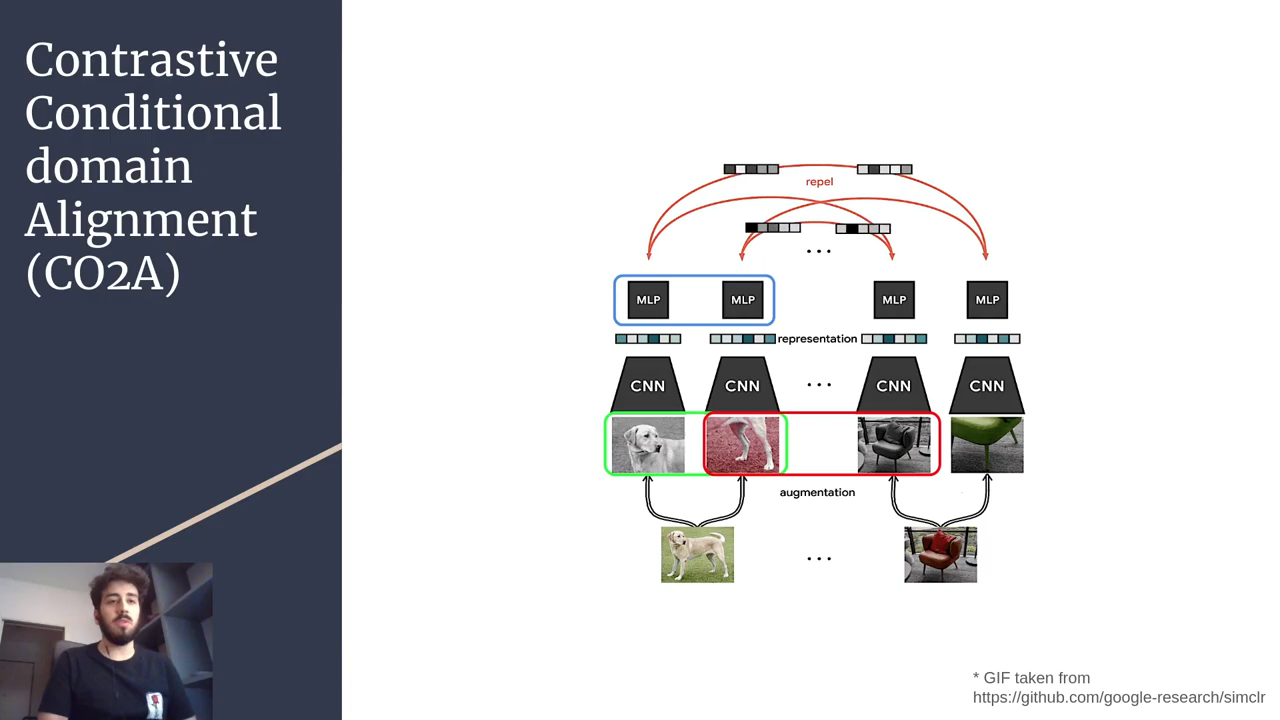 Contrastive
Conditional
domain
Alignment
(CO2A)
repel
...
MLP
MLP
MLP
MLP
representation
CNN
CNN
...
CNN
CNN
augmentation
...
* GIF taken from
https://github.com/google-research/simclr